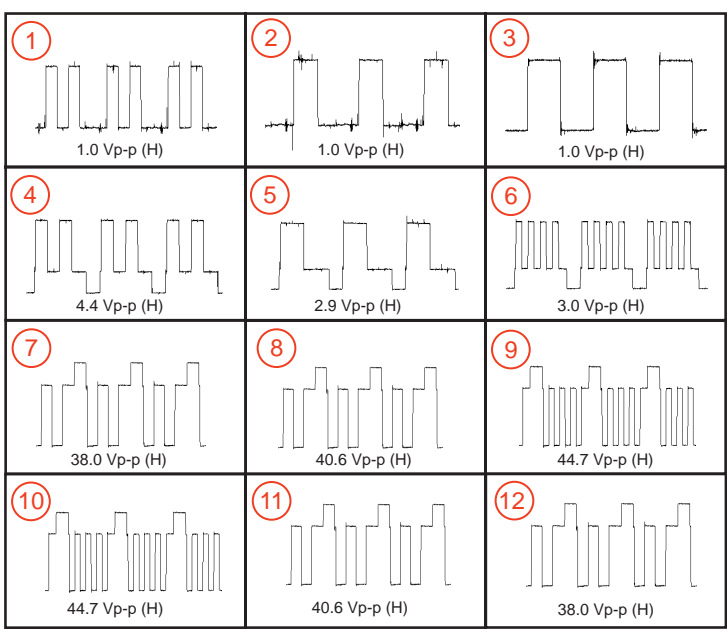 1
1.0 Vp-p (H)
2
1.0 Vp-p (H)
3
1.0 Vp-p (H)
4
4.4 Vp-p (H)
5
2.9 Vp-p (H)
6
3.0 Vp-p (H)
7
38.0 Vp-p (H)
8
40.6 Vp-p (H)
9
44.7 Vp-p (H)
10
44.7 Vp-p (H)
11
40.6 Vp-p (H)
12
38.0 Vp-p (H)